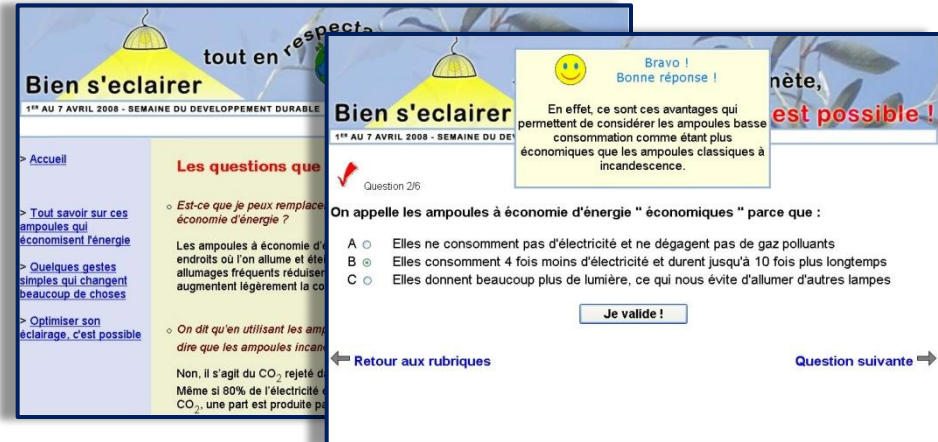 tout en respecta
Bien s'eclairer
1ER AU 7 AVRIL 2008 - SEMAINE DU DEVELOPPEMENT DURABLE
> Accueil
> Tout savoir sur ces
ampoules qui
économisent l'énergie
> Quelques gestes
simples qui changent
beaucoup de choses
> Optimiser son
éclairage, c'est possible
Les questions que
Est-ce que je peux remplace
économie d'énergie ?
Les ampoules à économie d'é
endroits où l'on allume et étei
allumages fréquents réduisen
augmentent légèrement la co
On dit qu'en utilisant les amp
dire que les ampoules incan
Non, il s'agit du CO2 rejeté da
Même si 80% de l'électricité e
CO2, une part est produite pa
Bien s'eclairer
1ER AU 7 AVRIL 2008 - SEMAINE DU DE
nète,
est possible !
Bravo !
Bonne réponse !
En effet, ce sont ces avantages qui
permettent de considérer les ampoules basse
consommation comme étant plus
économiques que les ampoules classiques à
incandescence.
Question 2/6
On appelle les ampoules à économie d'énergie " économiques " parce que :
A Elles ne consomment pas d'électricité et ne dégagent pas de gaz polluants
B Elles consomment 4 fois moins d'électricité et durent jusqu'à 10 fois plus longtemps
C Elles donnent beaucoup plus de lumière, ce qui nous évite d'allumer d'autres lampes
Je valide !
Retour aux rubriques
Question suivante